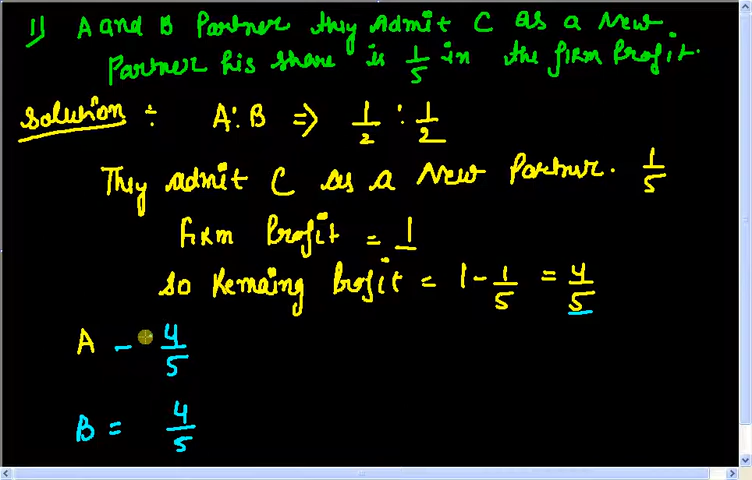 1) A and B Partner they Admit C as a New
Partner his share is 1/5 in the firm Profit.
Solution ÷ A:B => 1/2 : 1/2
They admit C as a New Partner. 1/5
Firm Profit = 1
So Remaing Profit = 1 - 1/5 = 4/5
A - 4/5
B = 4/5